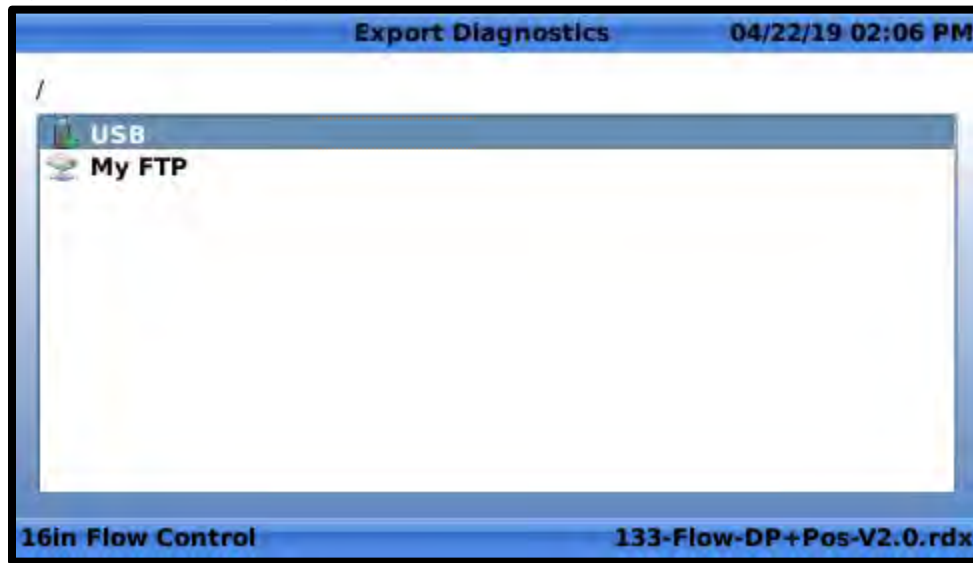 Export Diagnostics 04/22/19 02:06 PM
/
USB
My FTP
16in Flow Control 133-Flow-DP+Pos-V2.0.rdx